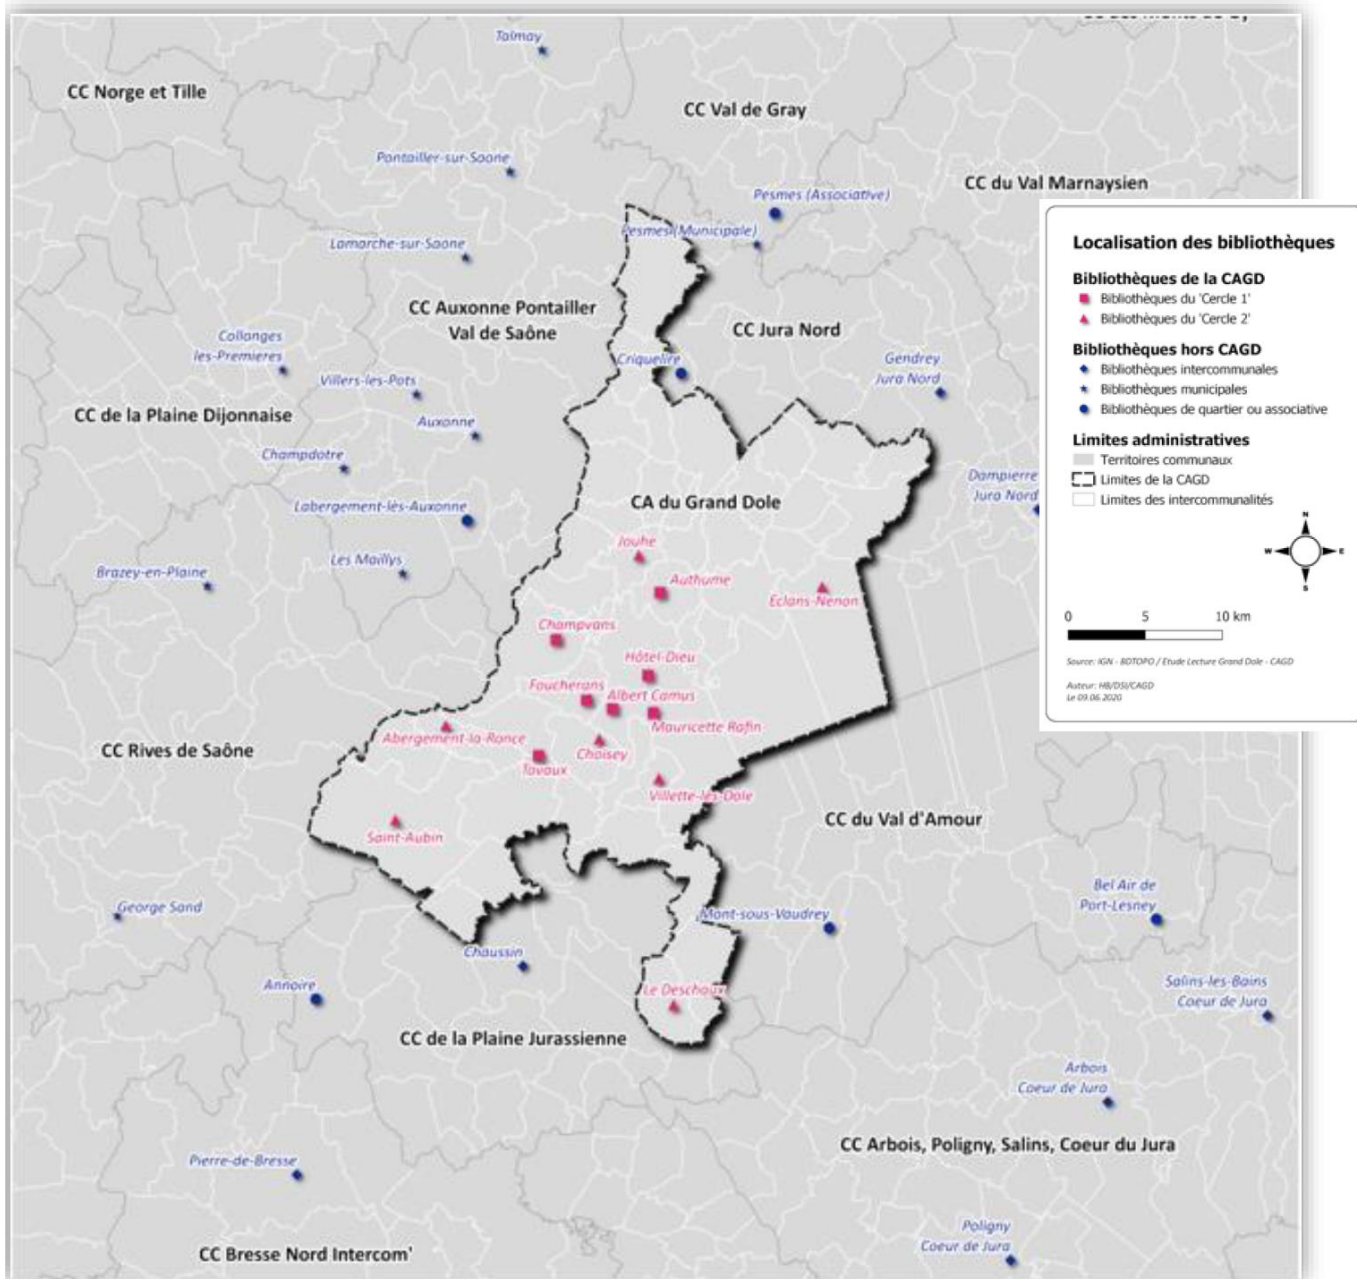 Talmay
CC Norge et Tille
CC Val de Gray
Pontailler-sur-Saone
CC du Val Marnaysien
Pesmes (Associative)
Pesmes (Municipale)
Lamarche-sur-Saone
CC Auxonne Pontailler
Val de Saône
CC Jura Nord
Collonges
les-Premieres
Criquelire
Gendrey
Jura Nord
Villers-les-Pots
CC de la Plaine Dijonnaise
Auxonne
Champdotre
Dampierre
Jura Nord
CA du Grand Dole
Labergement-lès-Auxonne
Jouhe
Les Maillys
Brazey-en-Plaine
Authume
Eclans-Nenon
Champvans
Hôtel-Dieu
Foucherans
Albert Camus
Mauricette Rafin
Abergement-la-Ronce
CC Rives de Saône
Choisey
Tavaux
Villette-lès-Dole
CC du Val d'Amour
Saint-Aubin
Bel Air de
Port-Lesney
George Sand
Mont-sous-Vaudrey
Chaussin
Annoire
Le Deschaux
Salins-les-Bains
Coeur de Jura
CC de la Plaine Jurassienne
Arbois
Coeur de Jura
CC Arbois, Poligny, Salins, Coeur du Jura
Pierre-de-Bresse
Poligny
Coeur de Jura
CC Bresse Nord Intercom'
Localisation des bibliothèques
Bibliothèques de la CAGD
Bibliothèques du 'Cercle 1'
Bibliothèques du 'Cercle 2'
Bibliothèques hors CAGD
Bibliothèques intercommunales
Bibliothèques municipales
Bibliothèques de quartier ou associative
Limites administratives
Territoires communaux
Limites de la CAGD
Limites des intercommunalités
N
W E
S
0 5 10 km
Source: IGN - BDTOPO / Etude Lecture Grand Dole - CAGD
Auteur: HB/DSI/CAGD
Le 09.06.2020